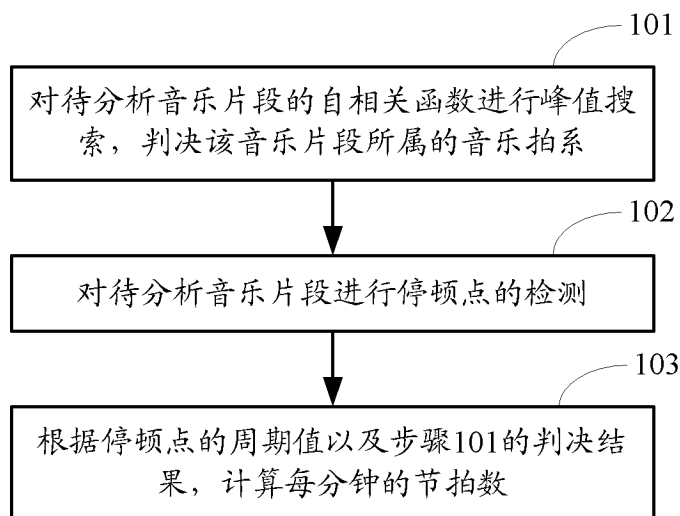 101
对待分析音乐片段的自相关函数进行峰值搜
索，判决该音乐片段所属的音乐拍系
102
对待分析音乐片段进行停顿点的检测
103
根据停顿点的周期值以及步骤101的判决结
果，计算每分钟的节拍数